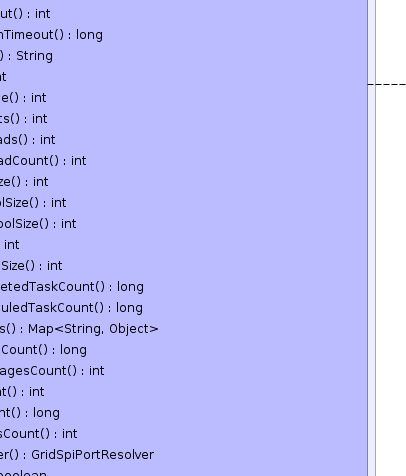 ut() : int
nTimeout() : long
) : String
nt
e() : int
ts() : int
ads() : int
adCount() : int
ze() : int
olSize() : int
oolSize() : int
: int
Size() : int
etedTaskCount() : long
uledTaskCount() : long
s() : Map<String, Object>
Count() : long
agesCount() : int
t() : int
nt() : long
sCount() : int
er() : GridSpiPortResolver
boolean